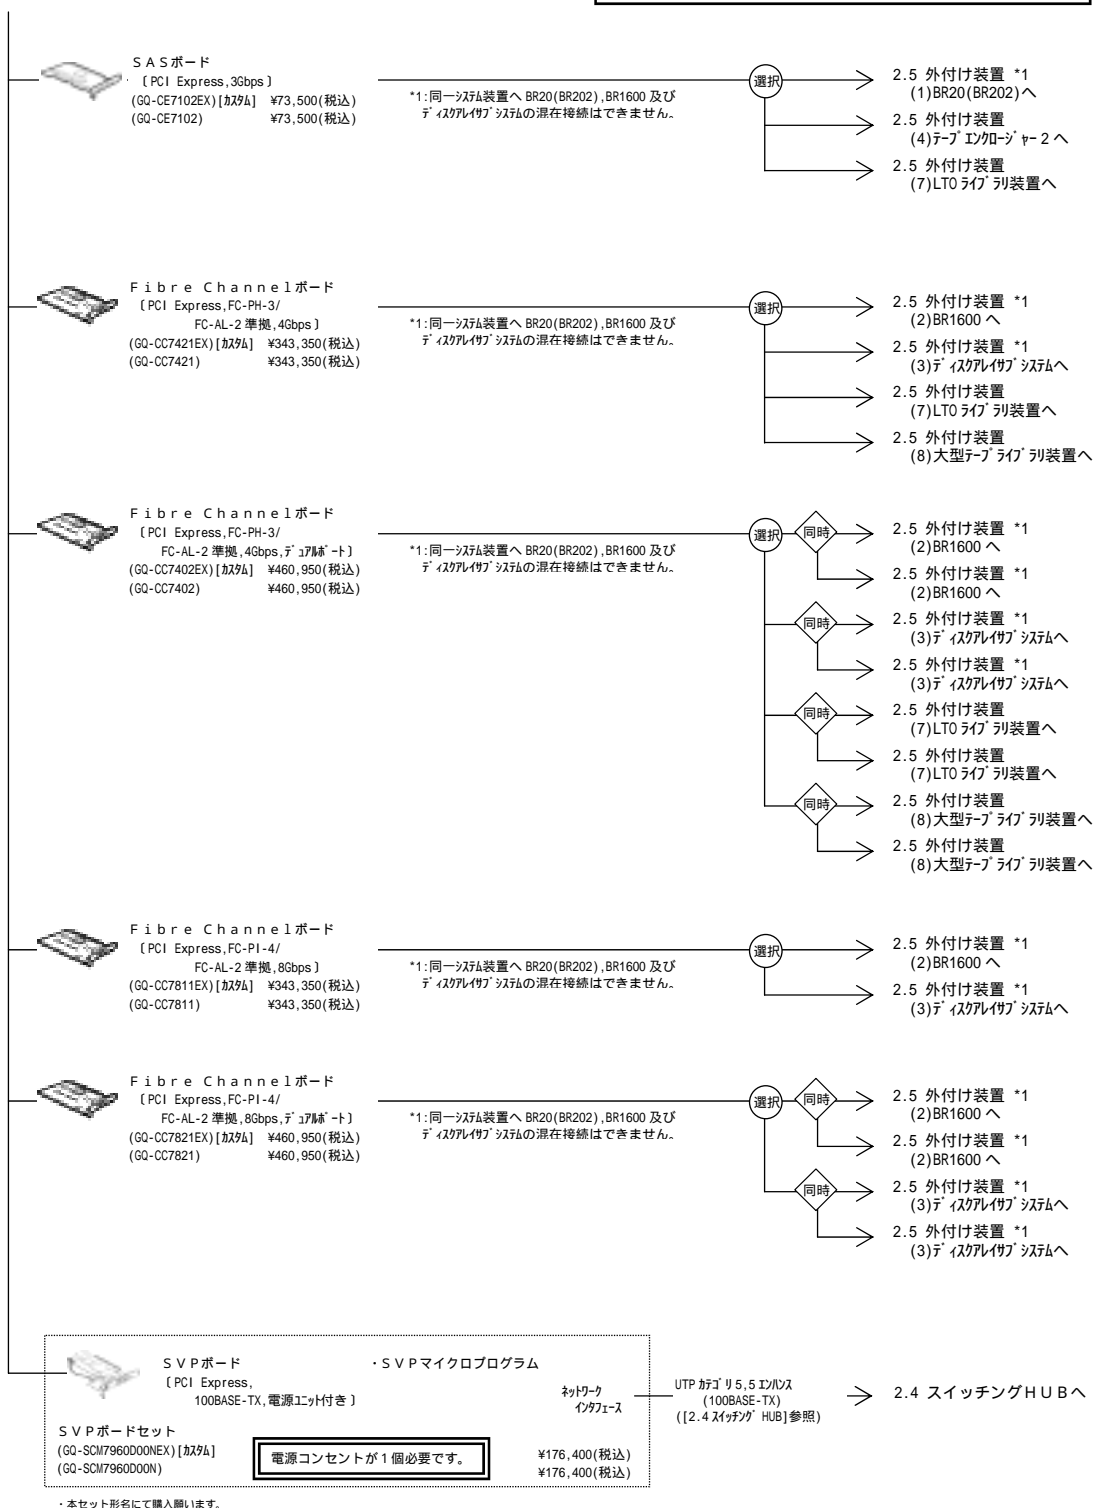 SASボード
〔PCI Express,3Gbps〕
(GQ-CE7102EX)[ｶｽﾀﾑ] ¥73,500(税込)
(GQ-CE7102) ¥73,500(税込)
*1:同一ｼｽﾃﾑ装置へ BR20(BR202),BR1600 及び
ﾃﾞｨｽｸｱﾚｲｻﾌﾞｼｽﾃﾑの混在接続はできません。
選択
2.5 外付け装置 *1
(1)BR20(BR202)へ
2.5 外付け装置
(4)ﾃｰﾌﾟｴﾝｸﾛｰｼﾞｬｰ2へ
2.5 外付け装置
(7)LTO ﾗｲﾌﾞﾗﾘ装置へ
Fibre Channelボード
〔PCI Express,FC-PH-3/
FC-AL-2 準拠,4Gbps〕
(GQ-CC7421EX)[ｶｽﾀﾑ] ¥343,350(税込)
(GQ-CC7421) ¥343,350(税込)
*1:同一ｼｽﾃﾑ装置へ BR20(BR202),BR1600 及び
ﾃﾞｨｽｸｱﾚｲｻﾌﾞｼｽﾃﾑの混在接続はできません。
選択
2.5 外付け装置 *1
(2)BR1600 へ
2.5 外付け装置 *1
(3)ﾃﾞｨｽｸｱﾚｲｻﾌﾞｼｽﾃﾑへ
2.5 外付け装置
(7)LTO ﾗｲﾌﾞﾗﾘ装置へ
2.5 外付け装置
(8)大型ﾃｰﾌﾟﾗｲﾌﾞﾗﾘ装置へ
Fibre Channelボード
〔PCI Express,FC-PH-3/
FC-AL-2 準拠,4Gbps,ﾃﾞｭｱﾙﾎﾟｰﾄ〕
(GQ-CC7402EX)[ｶｽﾀﾑ] ¥460,950(税込)
(GQ-CC7402) ¥460,950(税込)
*1:同一ｼｽﾃﾑ装置へ BR20(BR202),BR1600 及び
ﾃﾞｨｽｸｱﾚｲｻﾌﾞｼｽﾃﾑの混在接続はできません。
選択
同時
2.5 外付け装置 *1
(2)BR1600 へ
2.5 外付け装置 *1
(2)BR1600 へ
同時
2.5 外付け装置 *1
(3)ﾃﾞｨｽｸｱﾚｲｻﾌﾞｼｽﾃﾑへ
2.5 外付け装置 *1
(3)ﾃﾞｨｽｸｱﾚｲｻﾌﾞｼｽﾃﾑへ
同時
2.5 外付け装置
(7)LTO ﾗｲﾌﾞﾗﾘ装置へ
2.5 外付け装置
(7)LTO ﾗｲﾌﾞﾗﾘ装置へ
同時
2.5 外付け装置
(8)大型ﾃｰﾌﾟﾗｲﾌﾞﾗﾘ装置へ
2.5 外付け装置
(8)大型ﾃｰﾌﾟﾗｲﾌﾞﾗﾘ装置へ
Fibre Channelボード
〔PCI Express,FC-PI-4/
FC-AL-2 準拠,8Gbps〕
(GQ-CC7811EX)[ｶｽﾀﾑ] ¥343,350(税込)
(GQ-CC7811) ¥343,350(税込)
*1:同一ｼｽﾃﾑ装置へ BR20(BR202),BR1600 及び
ﾃﾞｨｽｸｱﾚｲｻﾌﾞｼｽﾃﾑの混在接続はできません。
選択
2.5 外付け装置 *1
(2)BR1600 へ
2.5 外付け装置 *1
(3)ﾃﾞｨｽｸｱﾚｲｻﾌﾞｼｽﾃﾑへ
Fibre Channelボード
〔PCI Express,FC-PI-4/
FC-AL-2 準拠,8Gbps,ﾃﾞｭｱﾙﾎﾟｰﾄ〕
(GQ-CC7821EX)[ｶｽﾀﾑ] ¥460,950(税込)
(GQ-CC7821) ¥460,950(税込)
*1:同一ｼｽﾃﾑ装置へ BR20(BR202),BR1600 及び
ﾃﾞｨｽｸｱﾚｲｻﾌﾞｼｽﾃﾑの混在接続はできません。
選択
同時
2.5 外付け装置 *1
(2)BR1600 へ
2.5 外付け装置 *1
(2)BR1600 へ
同時
2.5 外付け装置 *1
(3)ﾃﾞｨｽｸｱﾚｲｻﾌﾞｼｽﾃﾑへ
2.5 外付け装置 *1
(3)ﾃﾞｨｽｸｱﾚｲｻﾌﾞｼｽﾃﾑへ
SVPボード ・SVPマイクロプログラム
〔PCI Express,
100BASE-TX,電源ﾕﾆｯﾄ付き〕
ﾈｯﾄﾜｰｸ
ｲﾝﾀﾌｪｰｽ
UTP ｶﾃｺﾞﾘ5,5 ｴﾝﾊﾝｽ
(100BASE-TX)
([2.4 ｽｲｯﾁﾝｸﾞ HUB]参照)
2.4 スイッチングHUBへ
SVPボードセット
(GQ-SCM7960D00NEX)[ｶｽﾀﾑ] ¥176,400(税込)
(GQ-SCM7960D00N) ¥176,400(税込)
電源コンセントが1個必要です。
・本セット形名にて購入願います。